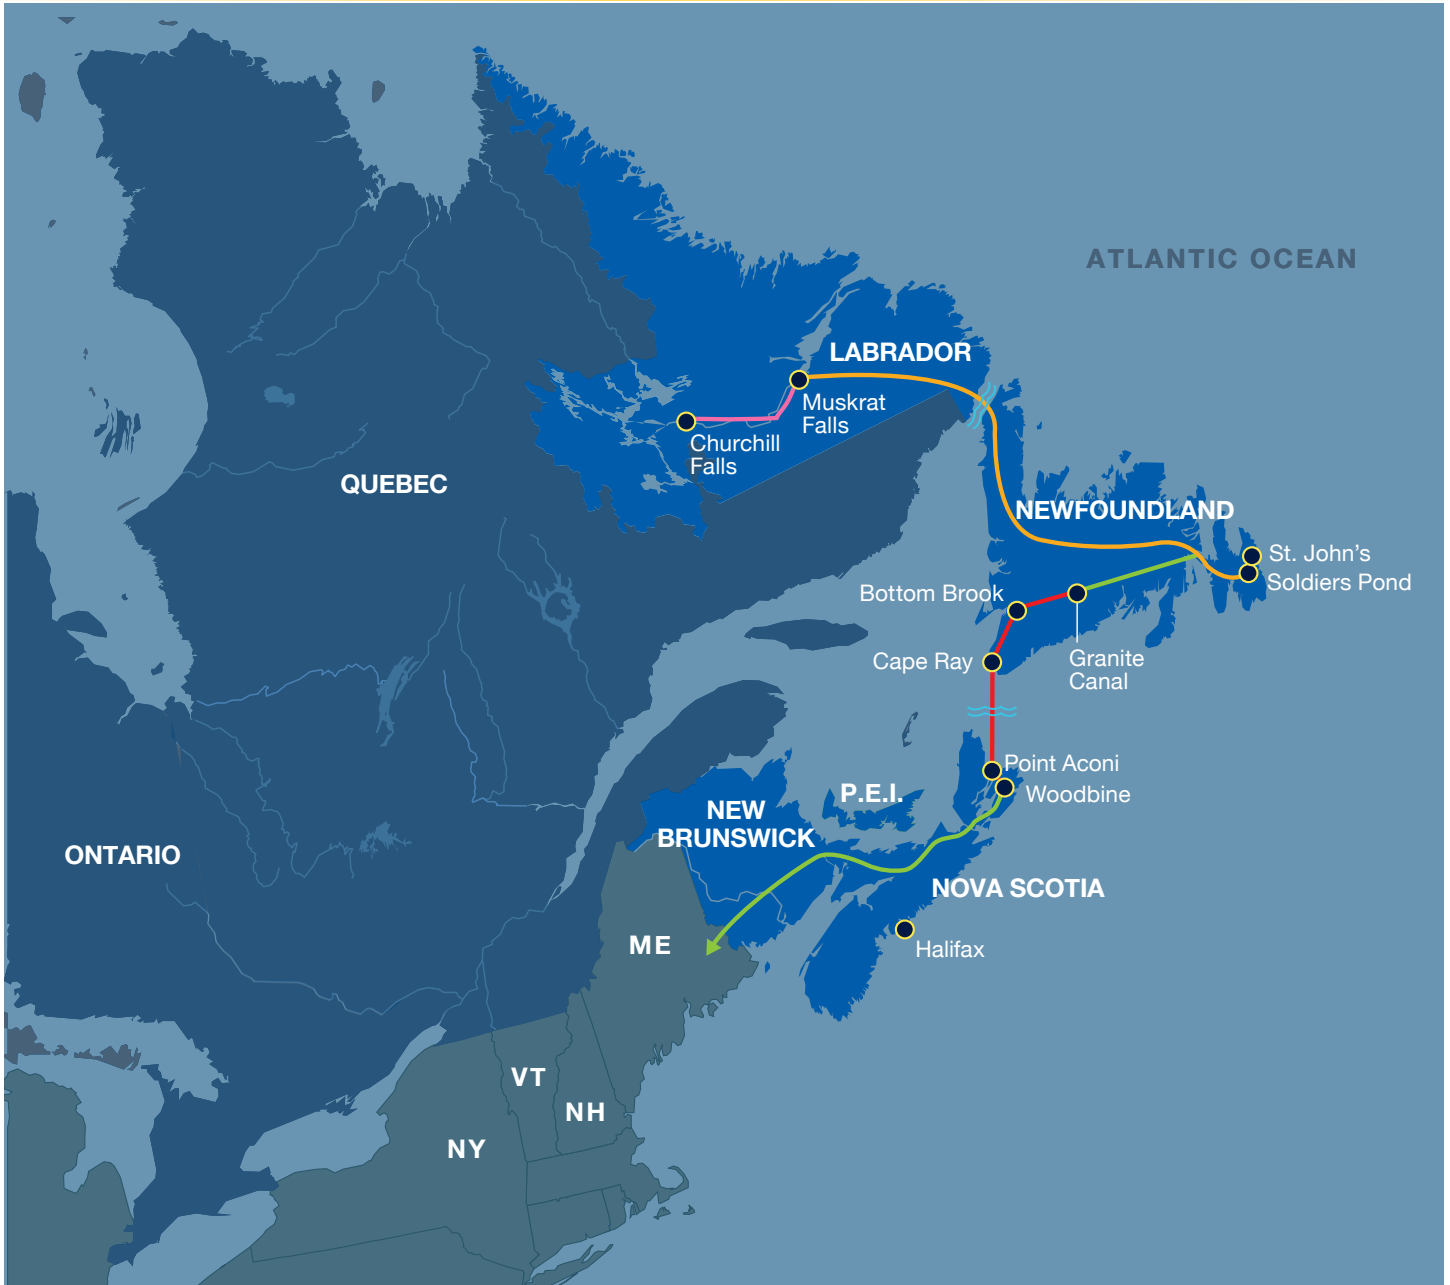 ATLANTIC OCEAN
LABRADOR
Muskrat
Falls
Churchill
Falls
QUEBEC
NEWFOUNDLAND
St. John’s
Soldiers Pond
Bottom Brook
Cape Ray
Granite
Canal
Point Aconi
Woodbine
P.E.I.
NEW
BRUNSWICK
ONTARIO
NOVA SCOTIA
ME
Halifax
VT
NH
NY